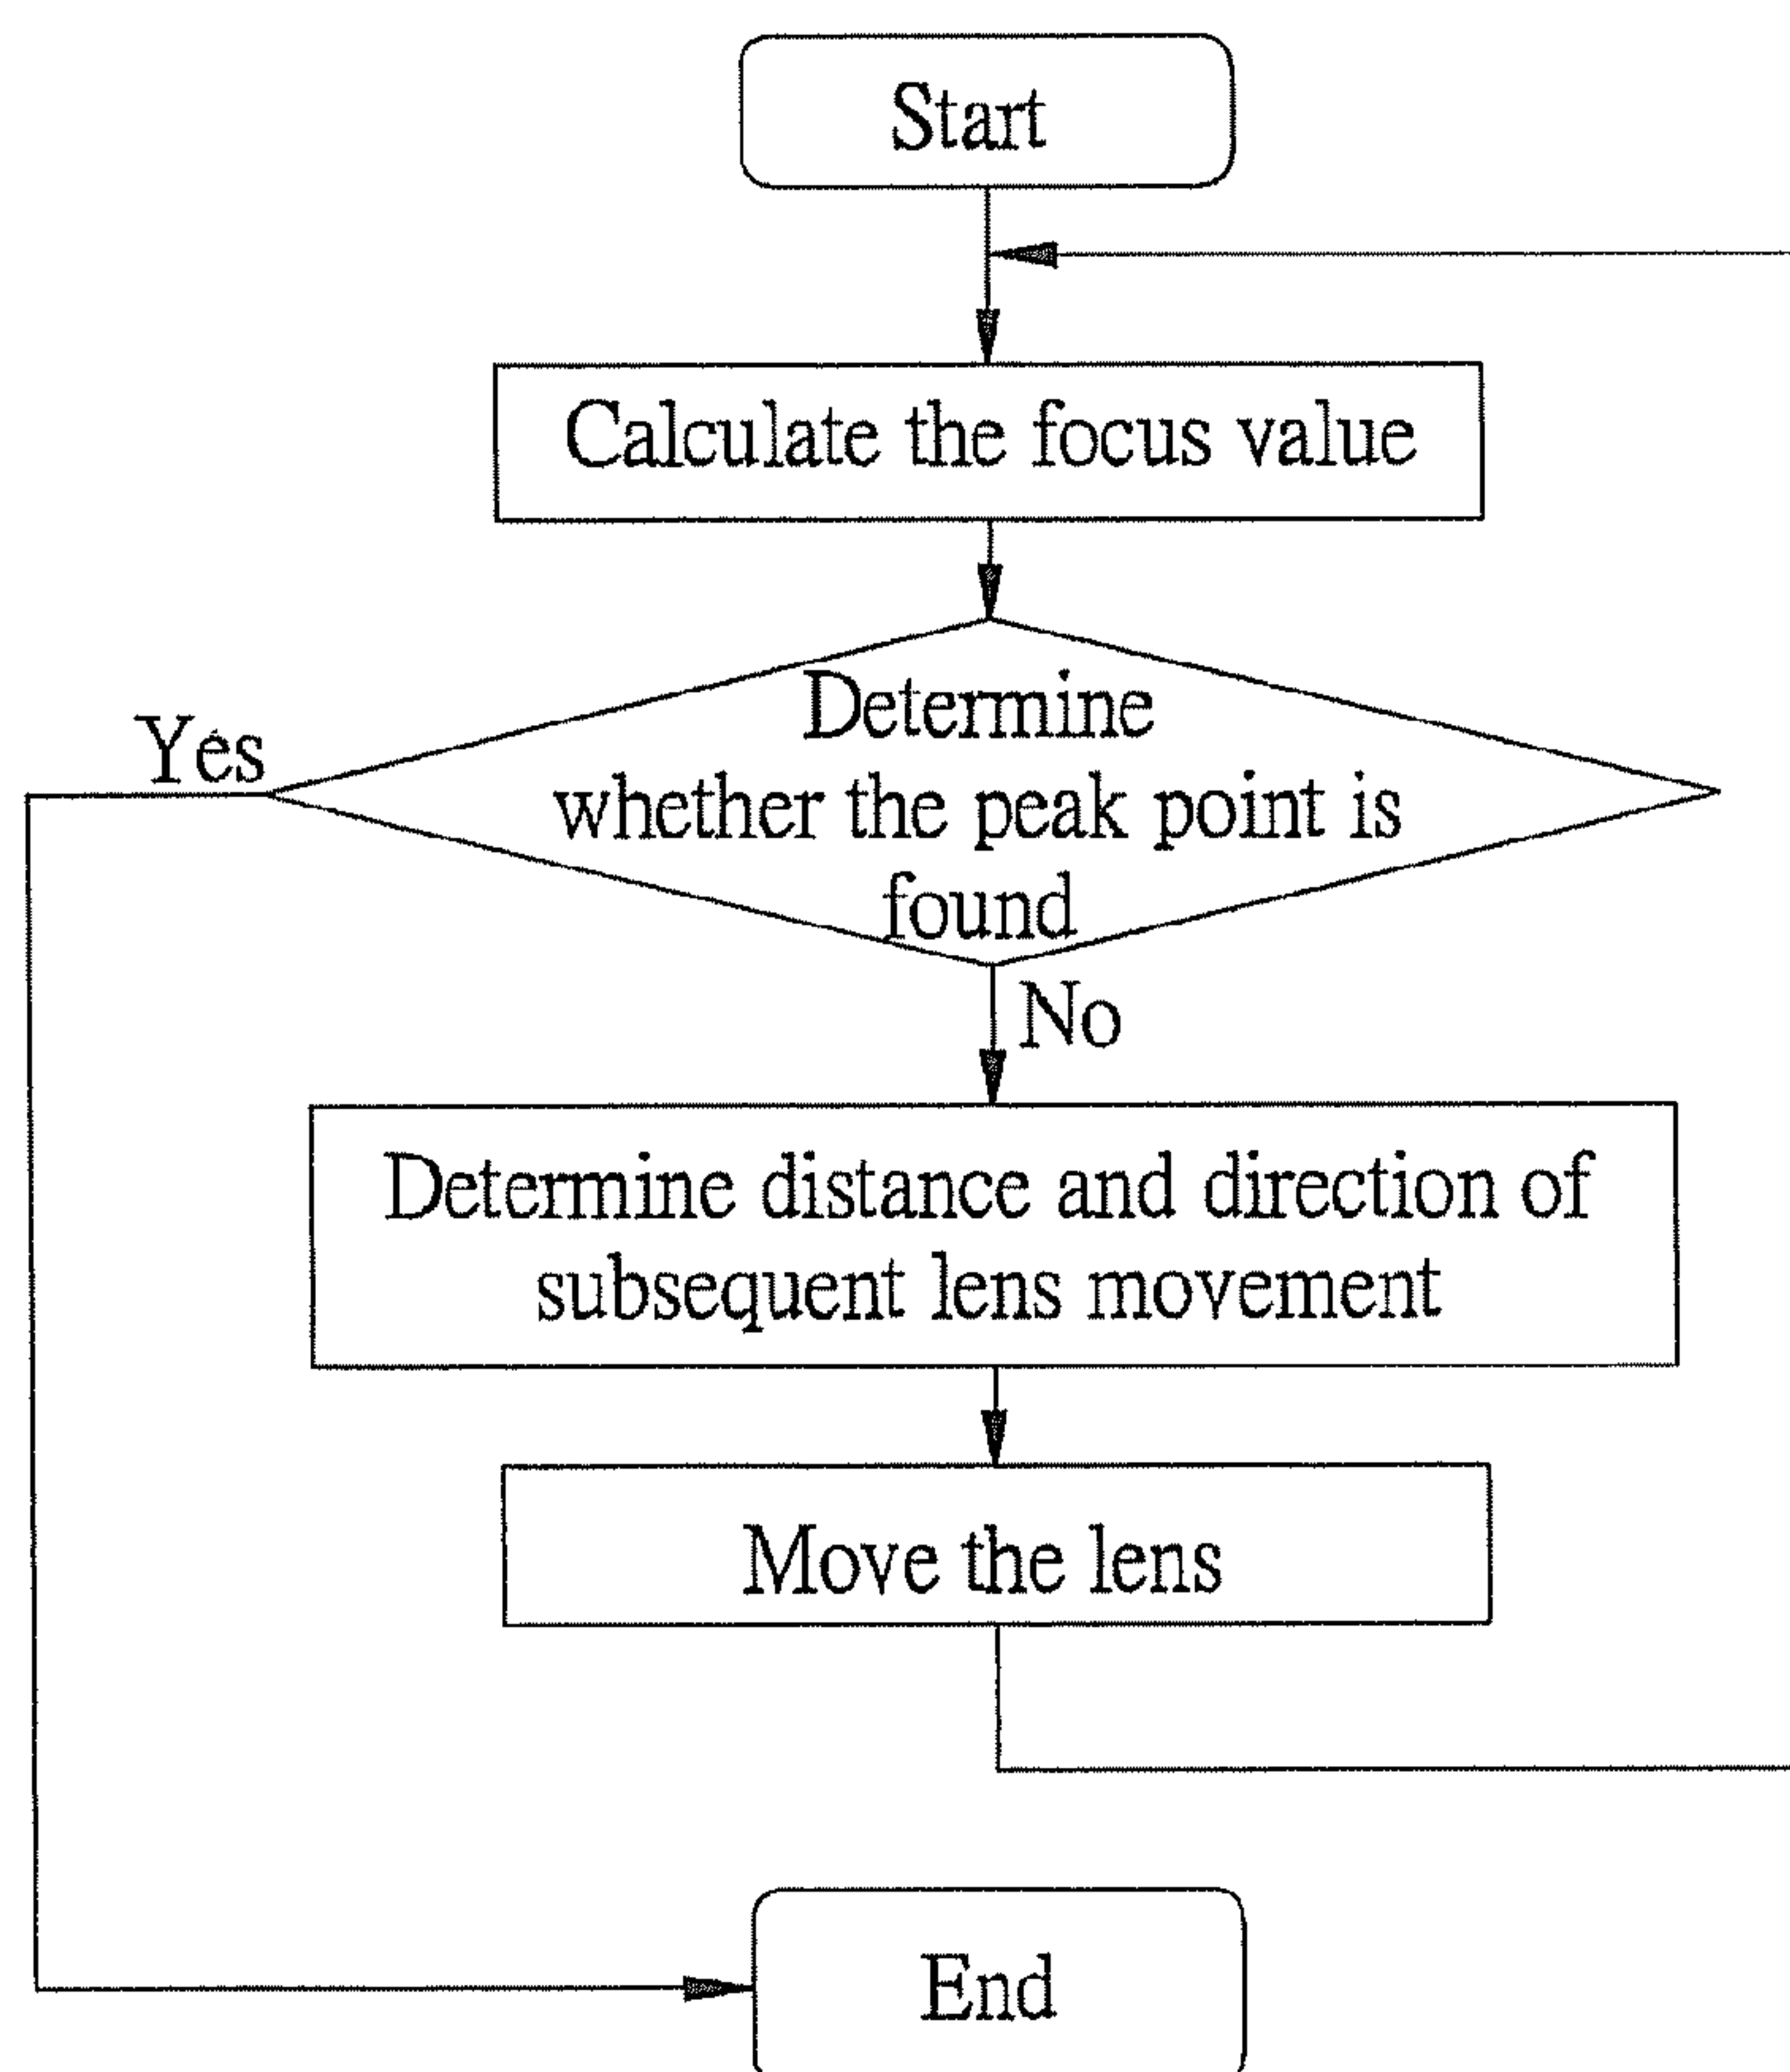 Start
Calculate the focus value
Yes
Determine
whether the peak point is
found
No
Determine distance and direction of
subsequent lens movement
Move the lens
End